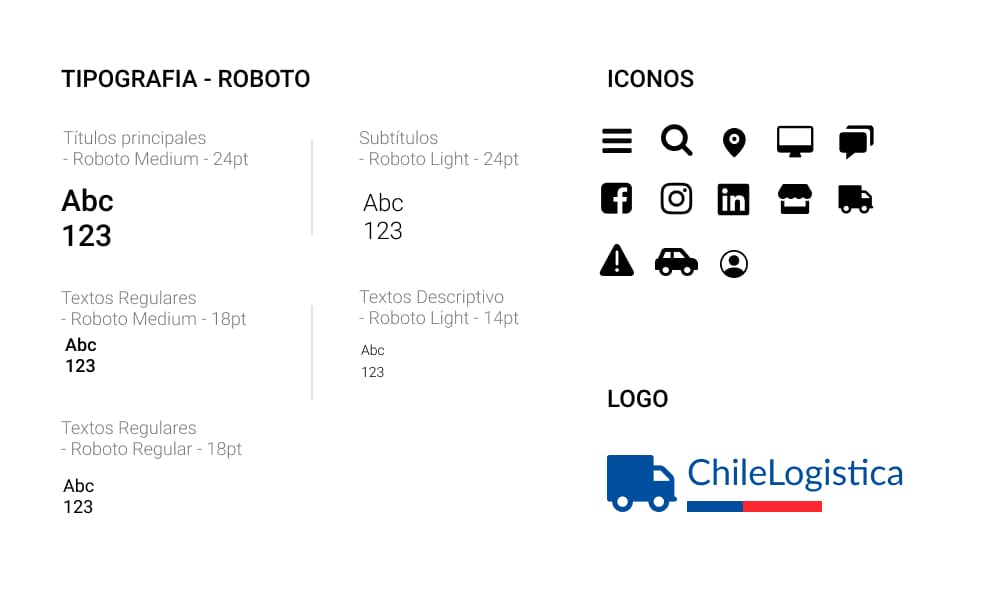 TIPOGRAFIA - ROBOTO
Títulos principales
- Roboto Medium - 24pt
Abc
123
Subtítulos
- Roboto Light - 24pt
Abc
123
Textos Regulares
- Roboto Medium - 18pt
Abc
123
Textos Descriptivo
- Roboto Light - 14pt
Abc
123
Textos Regulares
- Roboto Regular - 18pt
Abc
123
ICONOS
in
LOGO
ChileLogistica